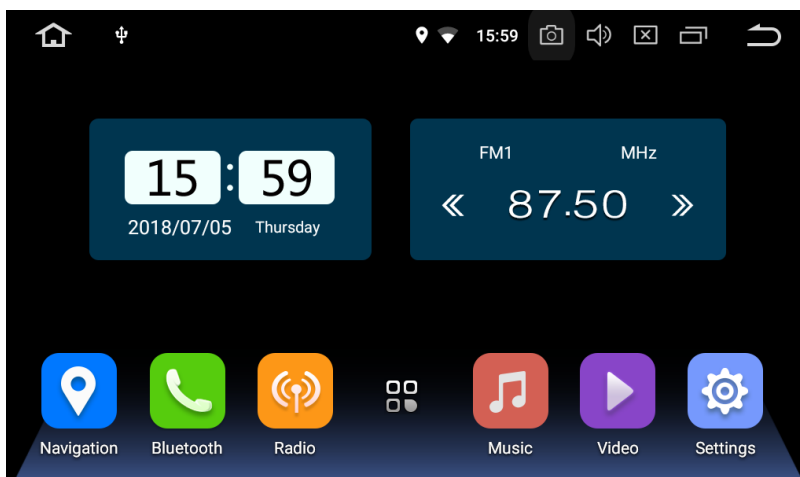 15:59
15:59
2018/07/05 Thursday
FM1 MHz
87.50
Navigation Bluetooth Radio Music Video Settings